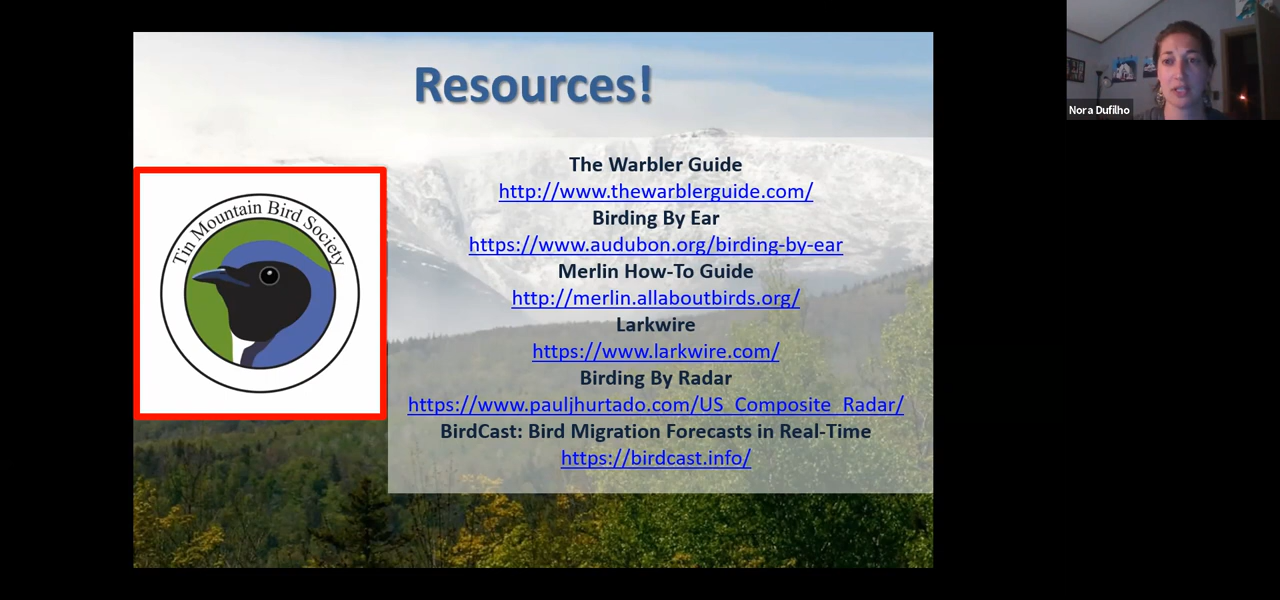 Resources!
Tin Mountain Bird Society
The Warbler Guide
http://www.thewarblerguide.com/
Birding By Ear
https://www.audubon.org/birding-by-ear
Merlin How-To Guide
http://merlin.allaboutbirds.org/
Larkwire
https://www.larkwire.com/
Birding By Radar
https://www.pauljhurtado.com/US_Composite_Radar/
BirdCast: Bird Migration Forecasts in Real-Time
https://birdcast.info/
Nora Dufilho